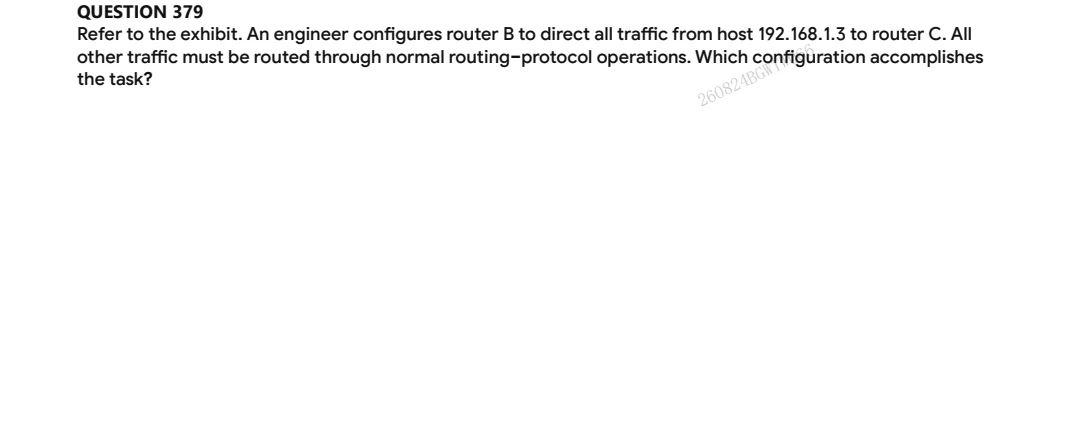 QUESTION 379
Refer to the exhibit. An engineer configures router B to direct all traffic from host 192.168.1.3 to router C. All
other traffic must be routed through normal routing-protocol operations. Which configuration accomplishes
the task?